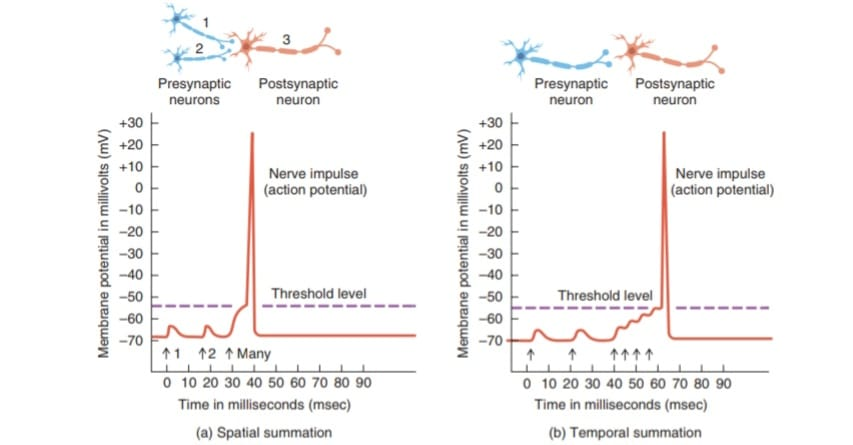 1
2
3
Presynaptic
neurons
Postsynaptic
neuron
Membrane potential in millivolts (mV)
+30
+20
+10
0
–10
–20
–30
–40
–50
–60
–70
Nerve impulse
(action potential)
Threshold level
1
2
Many
0 10 20 30 40 50 60 70 80 90
Time in milliseconds (msec)
(a) Spatial summation
Presynaptic
neuron
Postsynaptic
neuron
Membrane potential in millivolts (mV)
+30
+20
+10
0
–10
–20
–30
–40
–50
–60
–70
Nerve impulse
(action potential)
Threshold level
0 10 20 30 40 50 60 70 80 90
Time in milliseconds (msec)
(b) Temporal summation